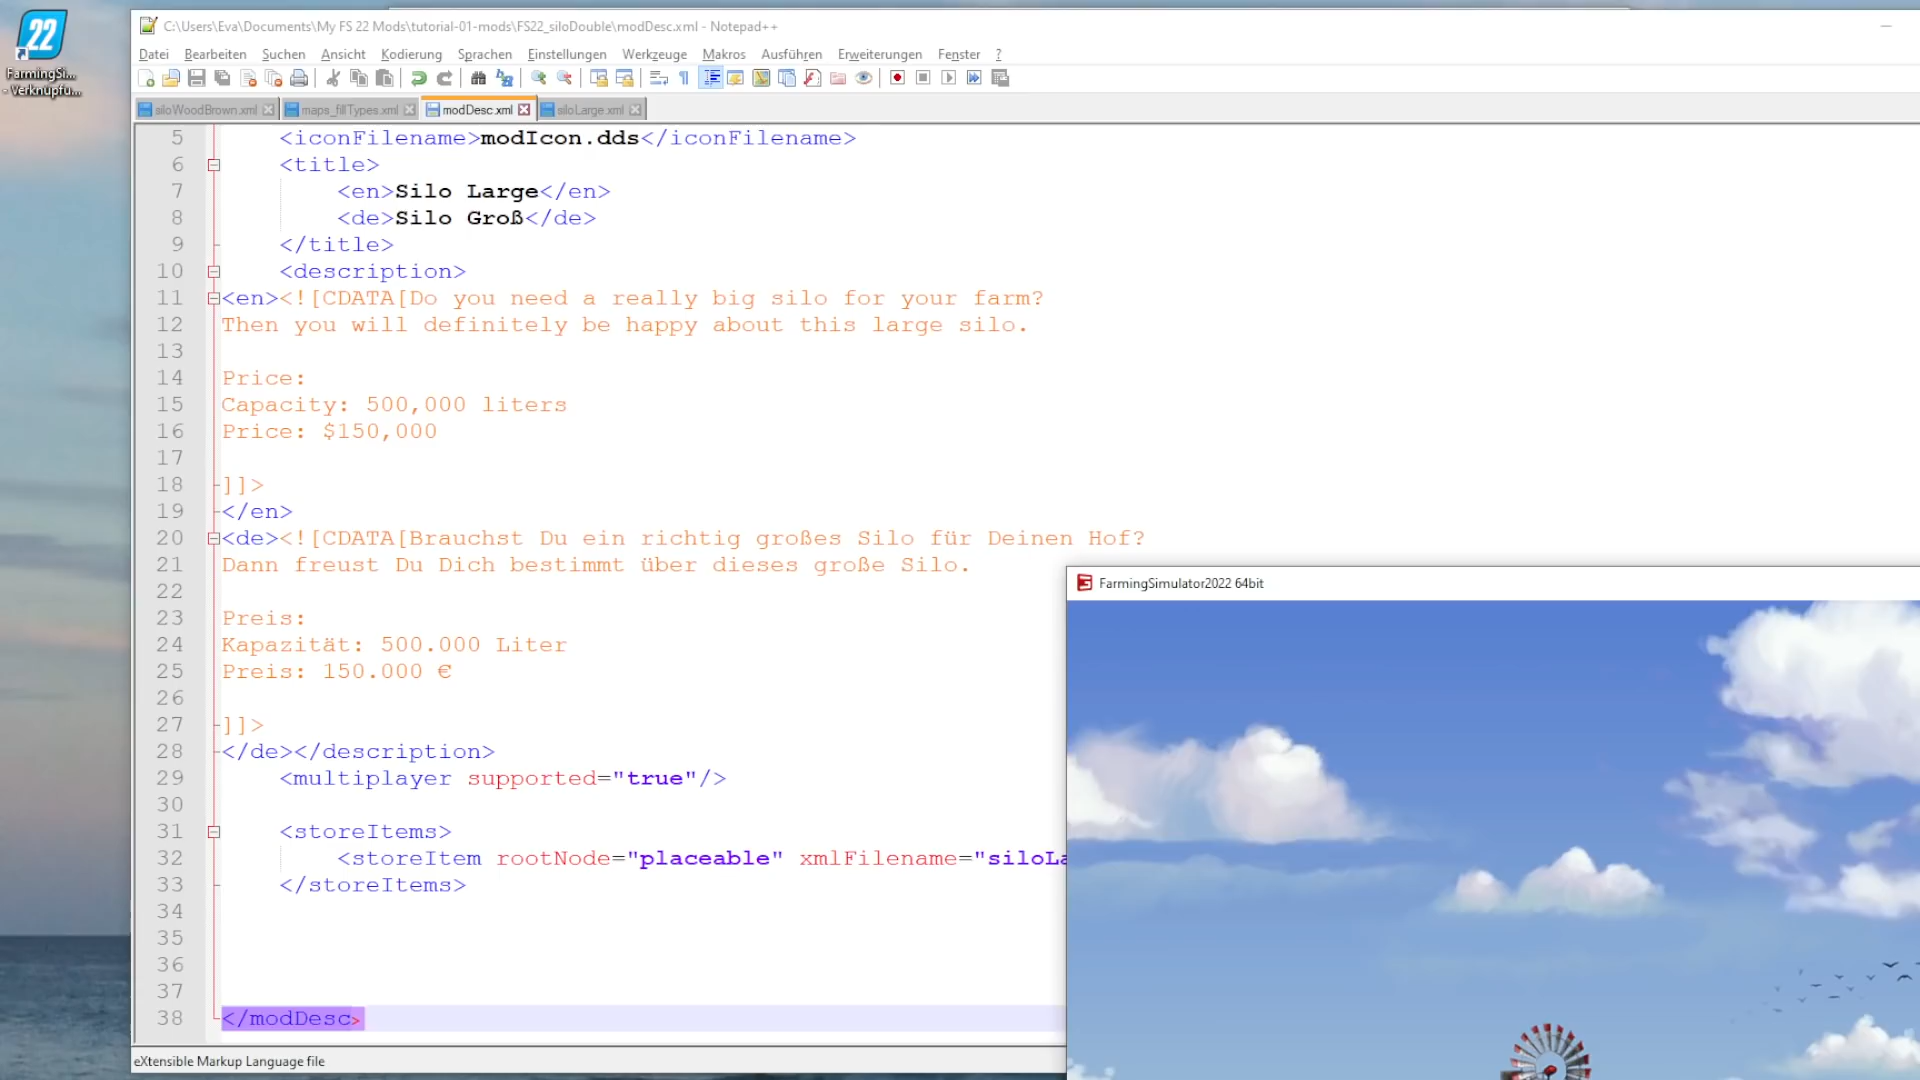 22
FarmingSi...
- Verknüpfu...
C:\Users\Eva\Documents\My FS 22 Mods\tutorial-01-mods\FS22_siloDouble\modDesc.xml - Notepad++
Datei Bearbeiten Suchen Ansicht Kodierung Sprachen Einstellungen Werkzeuge Makros Ausführen Erweiterungen Fenster ?
siloWoodBrown.xml maps_fillTypes.xml modDesc.xml siloLarge.xml
5 <iconFilename>modIcon.dds</iconFilename>
6 <title>
7 <en>Silo Large</en>
8 <de>Silo Groß</de>
9 </title>
10 <description>
11 <en><![CDATA[Do you need a really big silo for your farm?
12 Then you will definitely be happy about this large silo.
13
14 Price:
15 Capacity: 500,000 liters
16 Price: $150,000
17
18 ]]>
19 </en>
20 <de><![CDATA[Brauchst Du ein richtig großes Silo für Deinen Hof?
21 Dann freust Du Dich bestimmt über dieses große Silo.
22
23 Preis:
24 Kapazität: 500.000 Liter
25 Preis: 150.000 €
26
27 ]]>
28 </de></description>
29 <multiplayer supported="true"/>
30
31 <storeItems>
32 <storeItem rootNode="placeable" xmlFilename="siloLa
33 </storeItems>
34
35
36
37
38 </modDesc>
eXtensible Markup Language file
FarmingSimulator2022 64bit